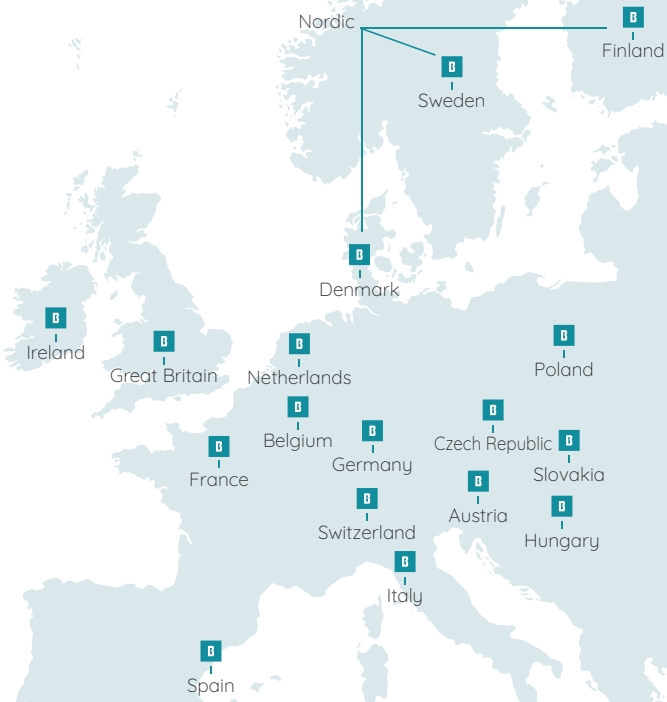 Nordic
Finland
Sweden
Denmark
Ireland
Great Britain
Netherlands
Poland
Belgium
Germany
Czech Republic
Slovakia
France
Switzerland
Austria
Hungary
Italy
Spain